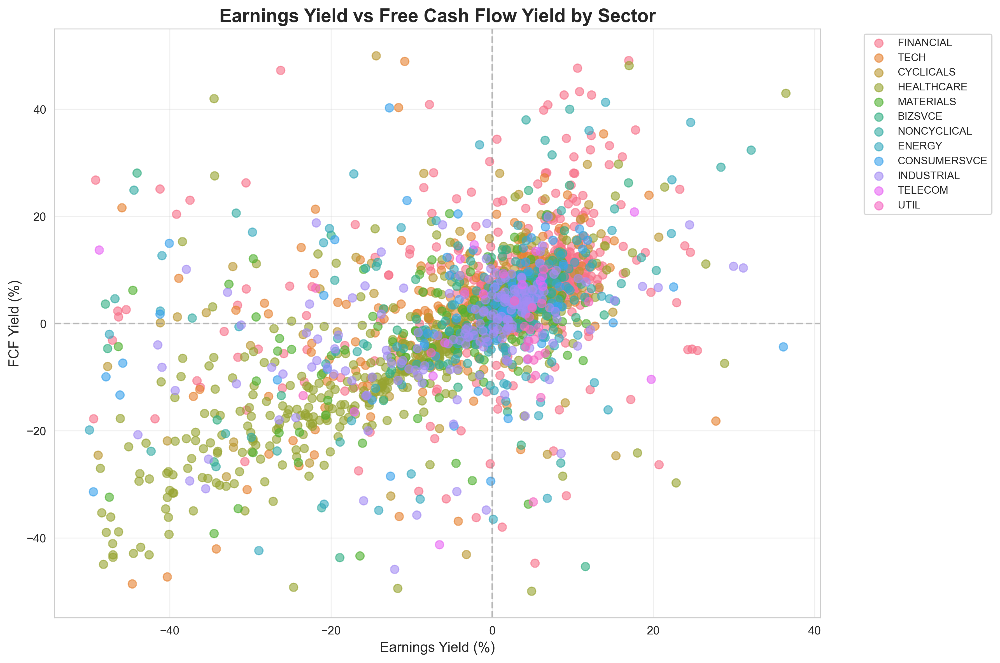 Earnings Yield vs Free Cash Flow Yield by Sector
FINANCIAL
TECH
CYCLICALS
HEALTHCARE
MATERIALS
BIZSVCE
NONCYCLICAL
ENERGY
CONSUMERSVCE
INDUSTRIAL
TELECOM
UTIL
FCF Yield (%)
40
20
0
−20
−40
−40
−20
0
20
40
Earnings Yield (%)